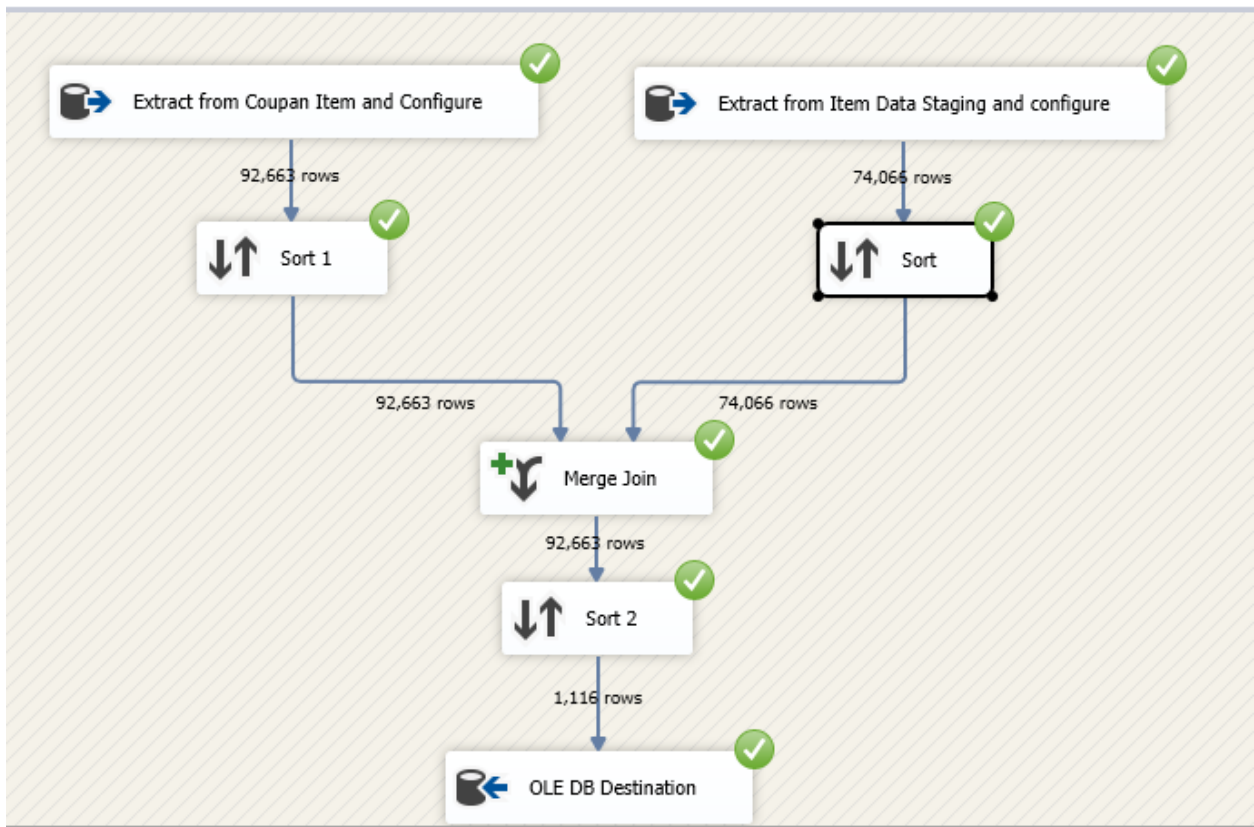 Extract from Coupan Item and Configure
Extract from Item Data Staging and configure
92,663 rows
74,066 rows
Sort 1
Sort
92,663 rows
74,066 rows
Merge Join
92,663 rows
Sort 2
1,116 rows
OLE DB Destination